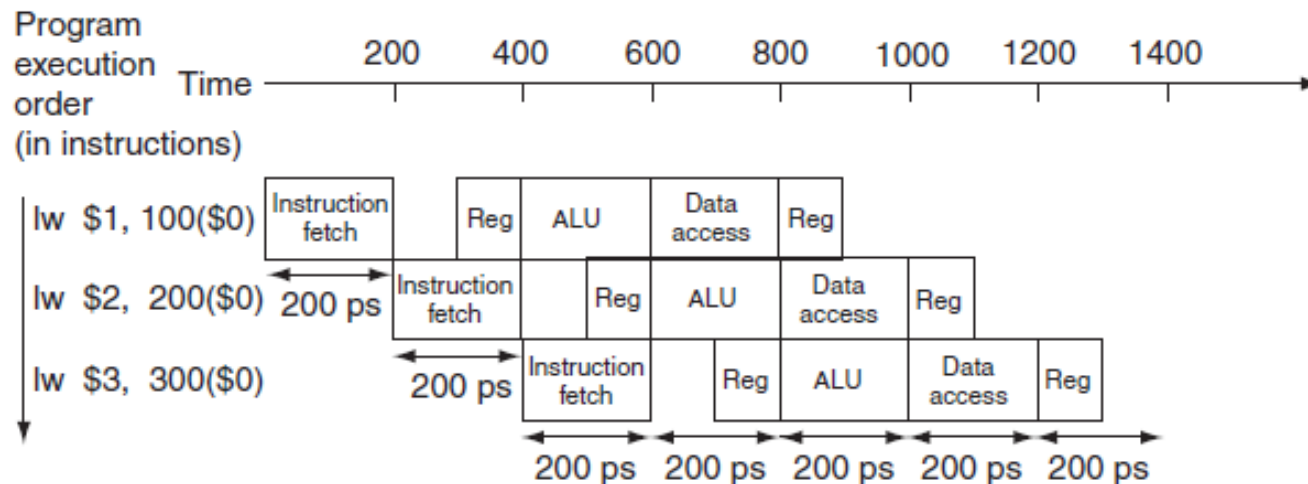 Program
execution
order
(in instructions)
Time
200 400 600 800 1000 1200 1400
lw $1, 100($0)
Instruction
fetch
Reg
ALU
Data
access
Reg
200 ps
lw $2, 200($0)
Instruction
fetch
Reg
ALU
Data
access
Reg
200 ps
lw $3, 300($0)
Instruction
fetch
Reg
ALU
Data
access
Reg
200 ps 200 ps 200 ps 200 ps 200 ps